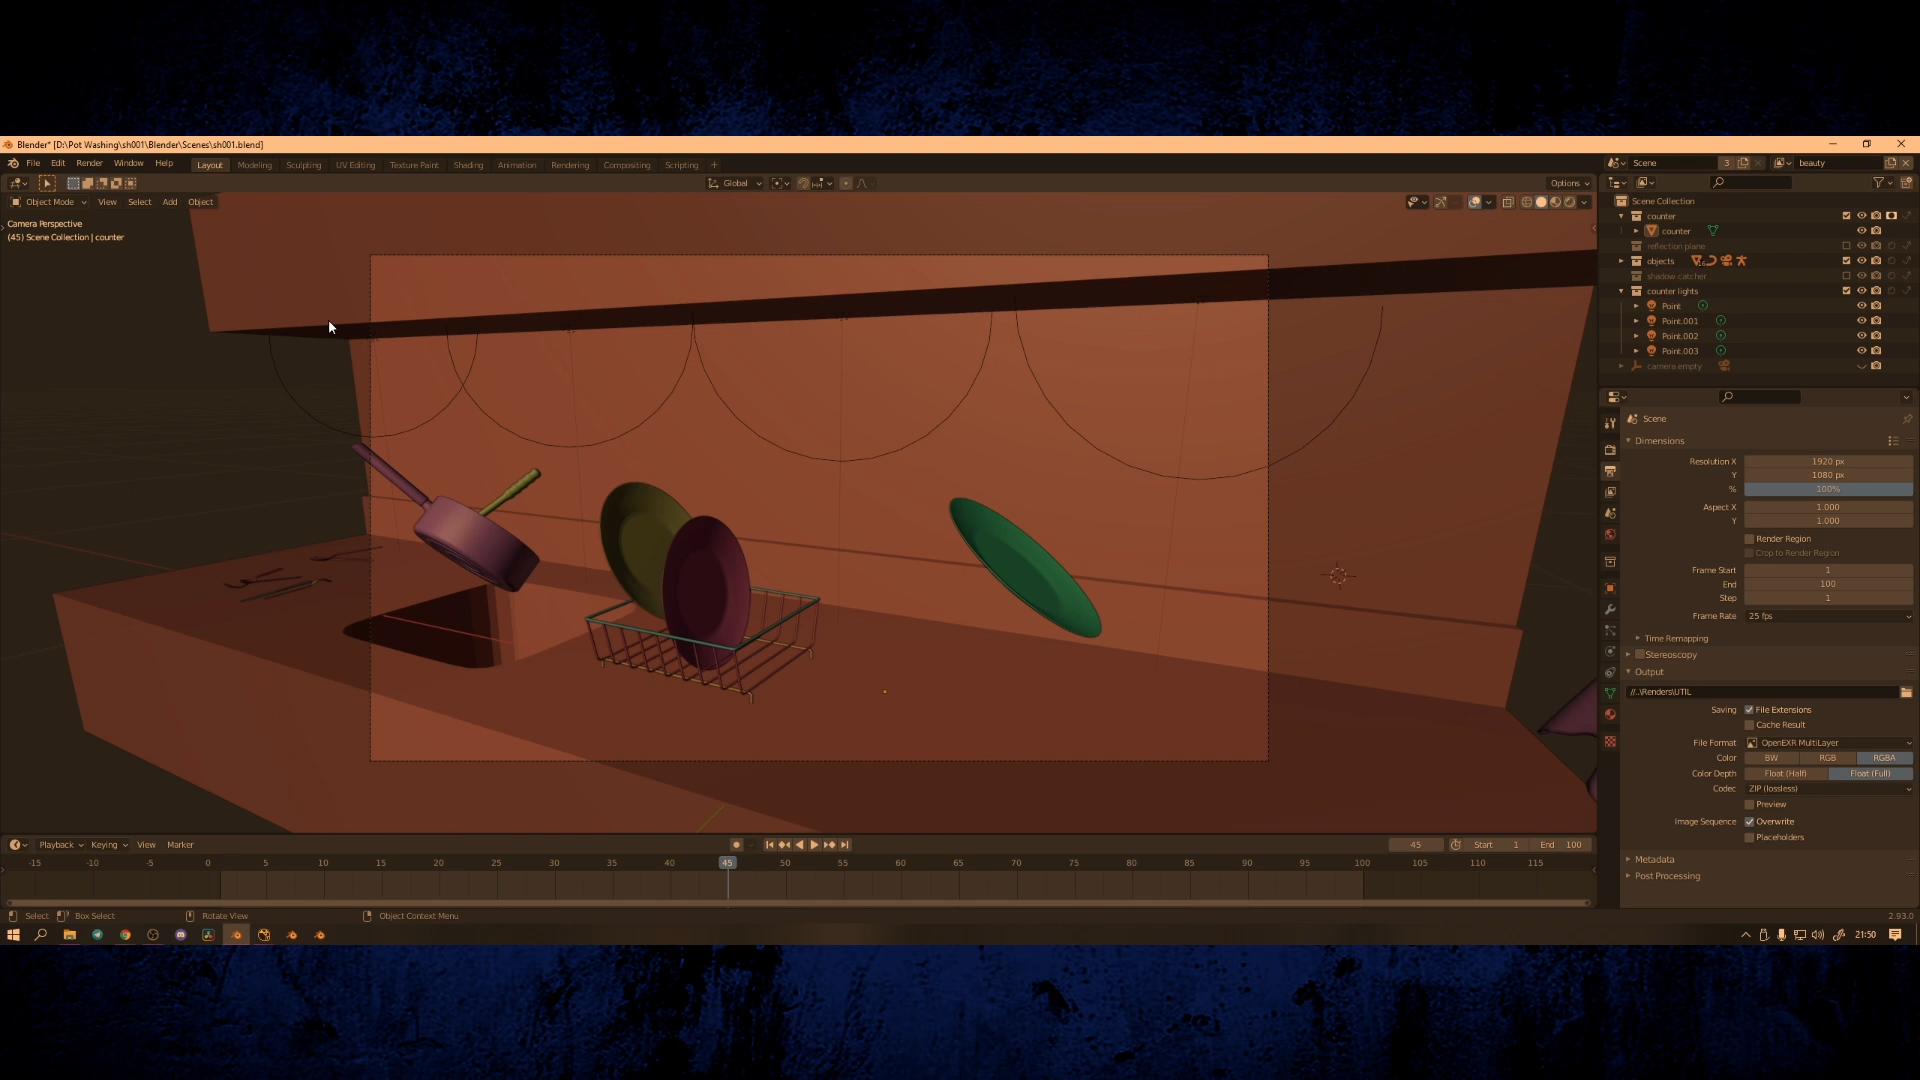 Blender* [D:\Pot Washing\sh001\Blender\Scenes\sh001.blend]
File Edit Render Window Help Layout Modeling Sculpting UV Editing Texture Paint Shading Animation Rendering Compositing Scripting + Scene 3 beauty
Global Options
Object Mode View Select Add Object
Camera Perspective
(45) Scene Collection | counter
Scene Collection
counter
counter
reflection plane
objects
shadow catcher
counter lights
Point
Point.001
Point.002
Point.003
camera empty
Scene
Dimensions
Resolution X 1920 px
Y 1080 px
% 100%
Aspect X 1.000
Y 1.000
Render Region
Crop to Render Region
Frame Start 1
End 100
Step 1
Frame Rate 25 fps
Time Remapping
Stereoscopy
Output
//..\Renders\UTIL
Saving File Extensions
Cache Result
File Format OpenEXR MultiLayer
Color BW RGB RGBA
Color Depth Float (Half) Float (Full)
Codec ZIP (lossless)
Preview
Image Sequence Overwrite
Placeholders
Metadata
Post Processing
Playback Keying View Marker 45 Start 1 End 100
-15 -10 -5 0 5 10 15 20 25 30 35 40 45 50 55 60 65 70 75 80 85 90 95 100 105 110 115
Select Box Select Rotate View Object Context Menu 2.93.0
21:50